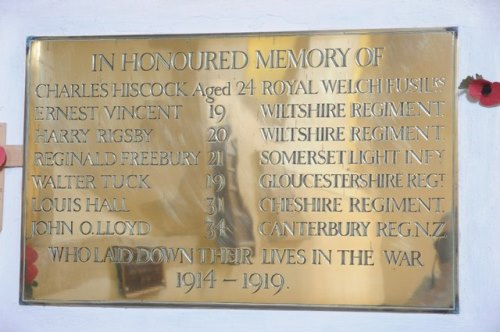 IN HONOURED MEMORY OF
CHARLES HISCOCK Aged 24 ROYAL WELCH FUSILRS
ERNEST VINCENT 19 WILTSHIRE REGIMENT.
HARRY RIGSBY 20 WILTSHIRE REGIMENT.
REGINALD FREEBURY 21 SOMERSET LIGHT INFY
WALTER TUCK 19 GLOUCESTERSHIRE REGT.
LOUIS HALL 31 CHESHIRE REGIMENT.
JOHN O. LLOYD 34 CANTERBURY REG N.Z.
WHO LAID DOWN THEIR LIVES IN THE WAR
1914-1919.